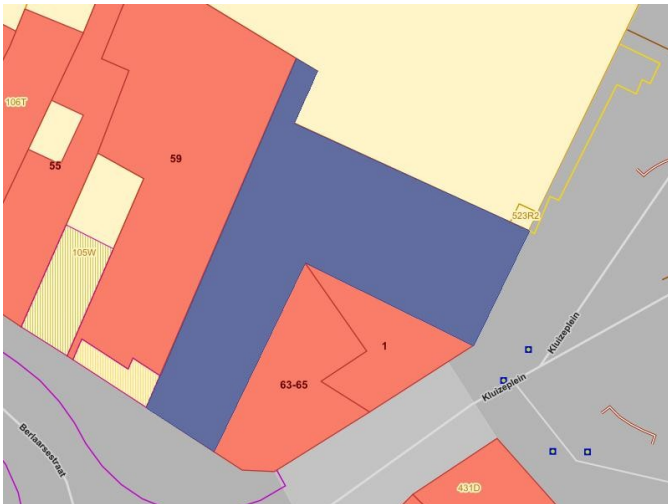 106T
55
59
105W
523R2
1
63-65
Kluizeplein
Kluizeplein
Berlaarsestraat
431D